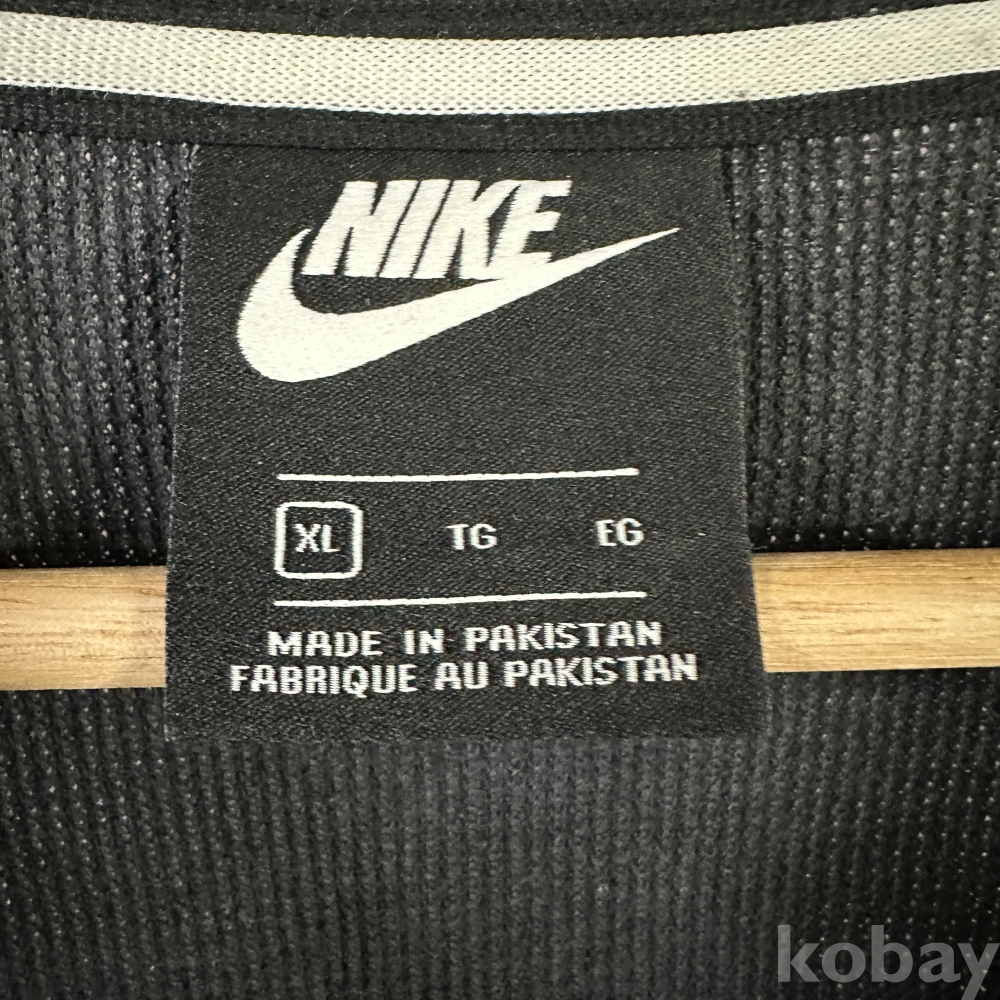 NIKE
XL TG EG
MADE IN PAKISTAN
FABRIQUE AU PAKISTAN
kobay